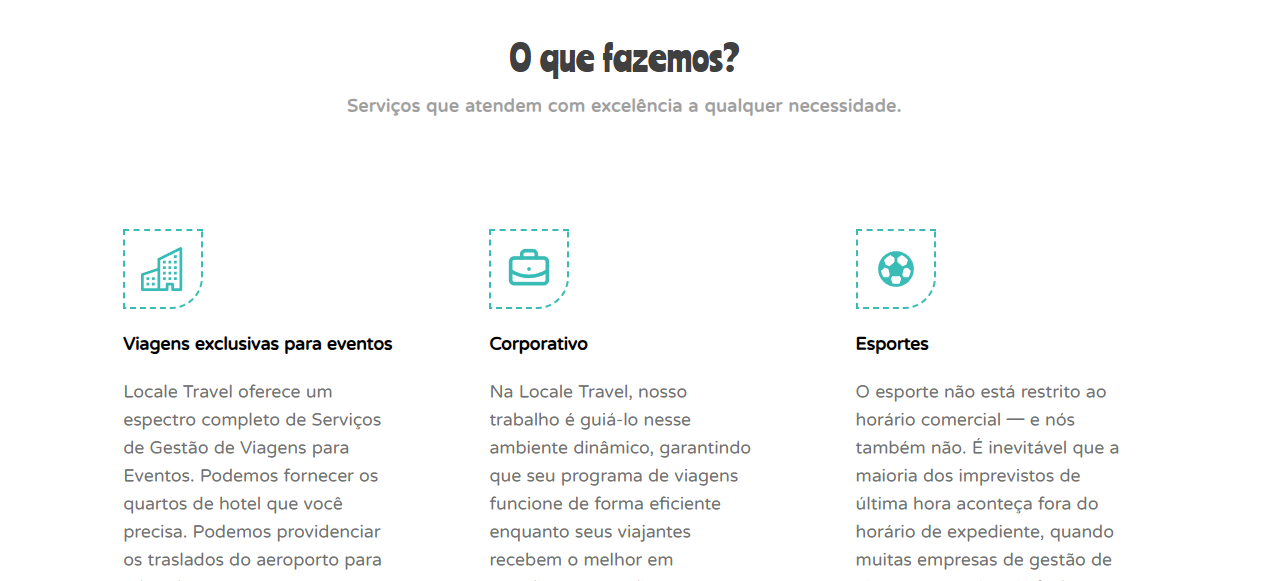 O que fazemos?
Serviços que atendem com excelência a qualquer necessidade.
Viagens exclusivas para eventos
Locale Travel oferece um
espectro completo de Serviços
de Gestão de Viagens para
Eventos. Podemos fornecer os
quartos de hotel que você
precisa. Podemos providenciar
os traslados do aeroporto para
Corporativo
Na Locale Travel, nosso
trabalho é guiá-lo nesse
ambiente dinâmico, garantindo
que seu programa de viagens
funcione de forma eficiente
enquanto seus viajantes
recebem o melhor em
Esportes
O esporte não está restrito ao
horário comercial — e nós
também não. É inevitável que a
maioria dos imprevistos de
última hora aconteça fora do
horário de expediente, quando
muitas empresas de gestão de